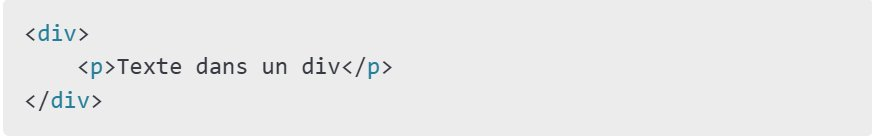 <div>
    <p>Texte dans un div</p>
</div>